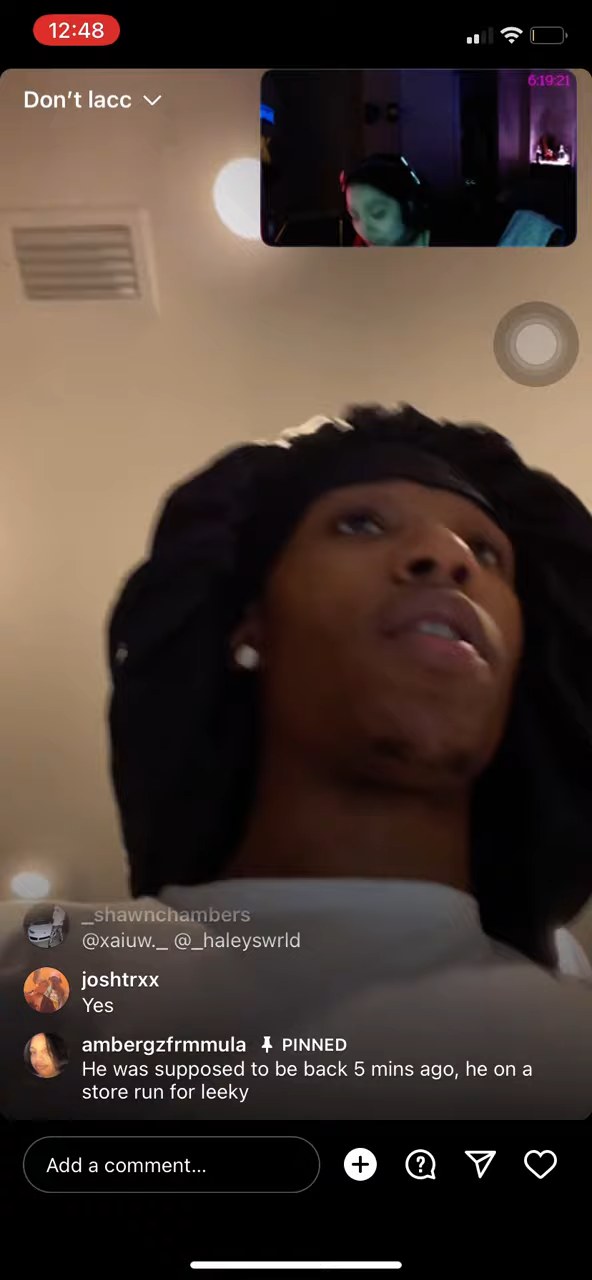 12:48
Don't lacc
6:19:21
_shawnchambers
@xaiuw._ @_haleyswrld
joshtrxx
Yes
ambergzfrmmula PINNED
He was supposed to be back 5 mins ago, he on a
store run for leeky
Add a comment...